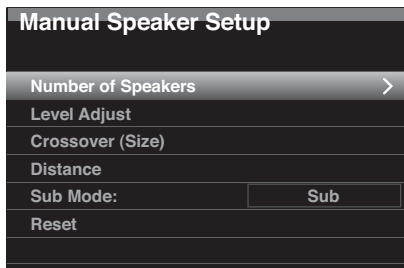 Manual Speaker Setup
Number of Speakers
Level Adjust
Crossover (Size)
Distance
Sub Mode: Sub
Reset